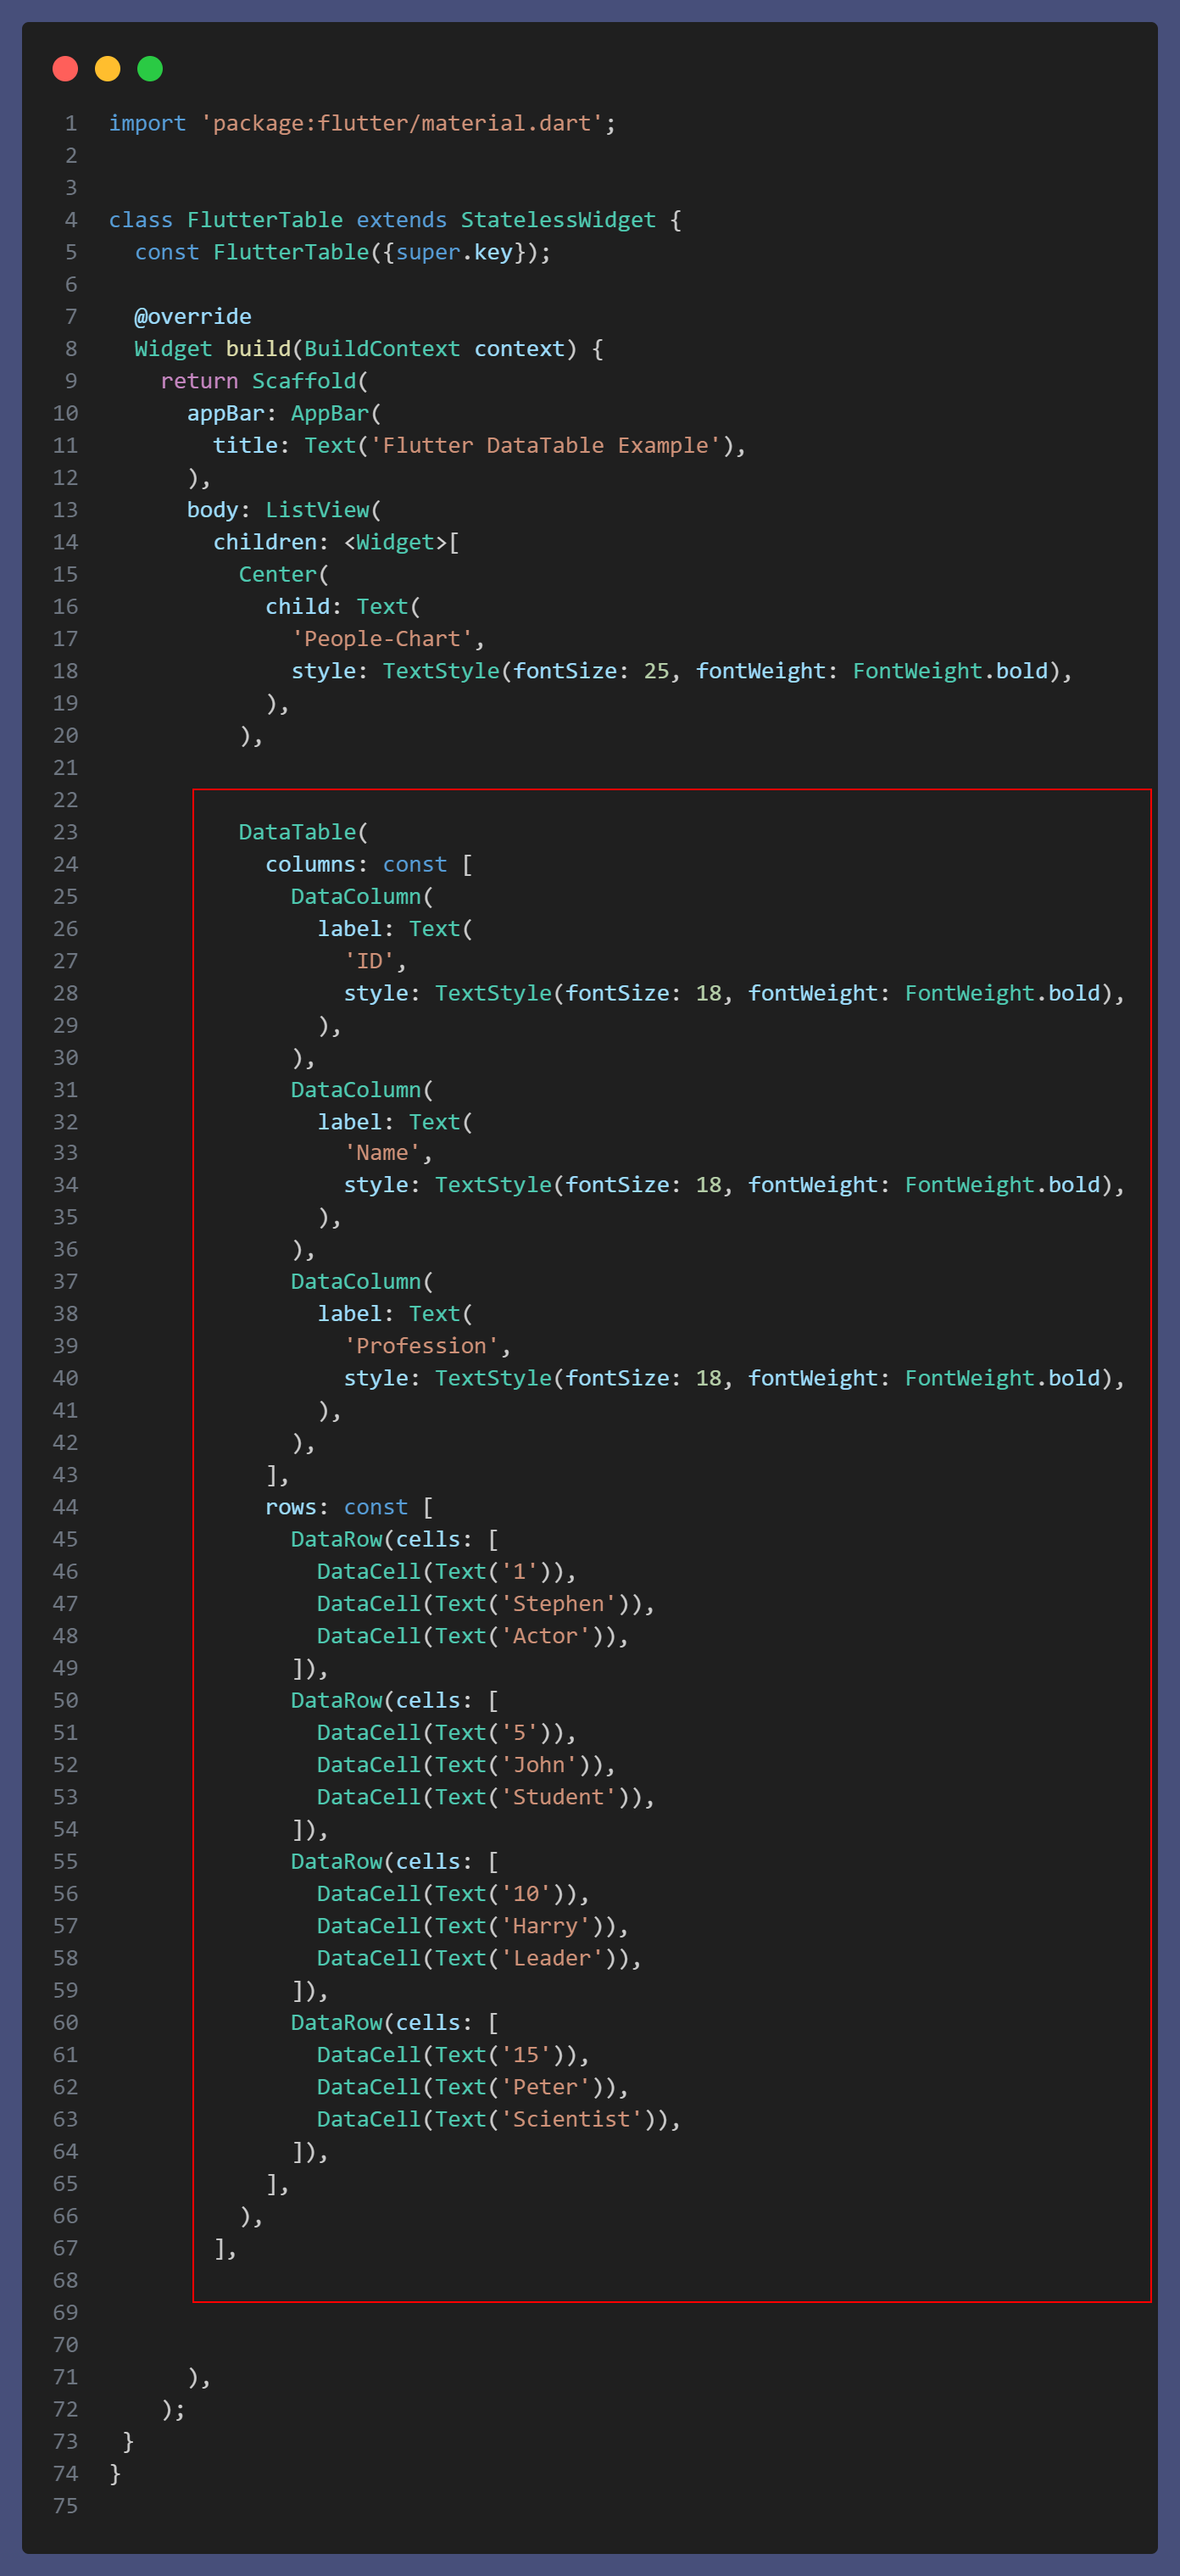 1 import 'package:flutter/material.dart';
2
3
4 class FlutterTable extends StatelessWidget {
5   const FlutterTable({super.key});
6
7   @override
8   Widget build(BuildContext context) {
9     return Scaffold(
10       appBar: AppBar(
11         title: Text('Flutter DataTable Example'),
12       ),
13       body: ListView(
14         children: <Widget>[
15           Center(
16             child: Text(
17               'People-Chart',
18               style: TextStyle(fontSize: 25, fontWeight: FontWeight.bold),
19             ),
20           ),
21
22
23           DataTable(
24             columns: const [
25               DataColumn(
26                 label: Text(
27                   'ID',
28                   style: TextStyle(fontSize: 18, fontWeight: FontWeight.bold),
29                 ),
30               ),
31               DataColumn(
32                 label: Text(
33                   'Name',
34                   style: TextStyle(fontSize: 18, fontWeight: FontWeight.bold),
35                 ),
36               ),
37               DataColumn(
38                 label: Text(
39                   'Profession',
40                   style: TextStyle(fontSize: 18, fontWeight: FontWeight.bold),
41                 ),
42               ),
43             ],
44             rows: const [
45               DataRow(cells: [
46                 DataCell(Text('1')),
47                 DataCell(Text('Stephen')),
48                 DataCell(Text('Actor')),
49               ]),
50               DataRow(cells: [
51                 DataCell(Text('5')),
52                 DataCell(Text('John')),
53                 DataCell(Text('Student')),
54               ]),
55               DataRow(cells: [
56                 DataCell(Text('10')),
57                 DataCell(Text('Harry')),
58                 DataCell(Text('Leader')),
59               ]),
60               DataRow(cells: [
61                 DataCell(Text('15')),
62                 DataCell(Text('Peter')),
63                 DataCell(Text('Scientist')),
64               ]),
65             ],
66           ),
67         ],
68
69
70
71       ),
72     );
73  }
74 }
75